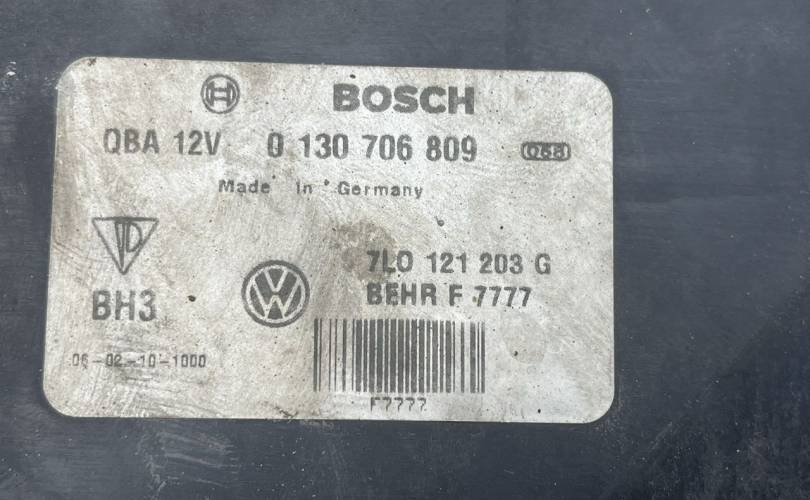 BOSCH
QBA 12V 0 130 706 809
Made in Germany
7L0 121 203 G
BEHR F 7777
BH3
06-02-10-1000
F7777